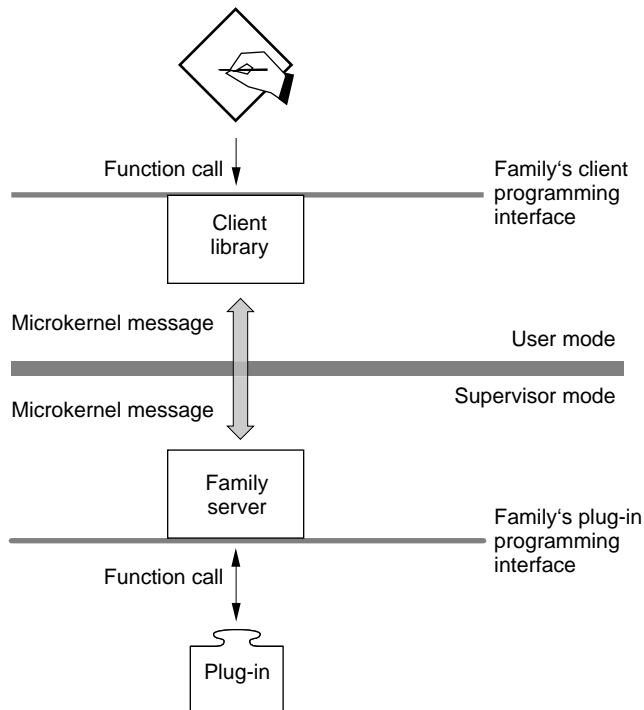 Function call
Family‘s client
programming
interface
Client
library
Microkernel message
User mode
Microkernel message
Supervisor mode
Family
server
Family‘s plug-in
programming
interface
Function call
Plug-in